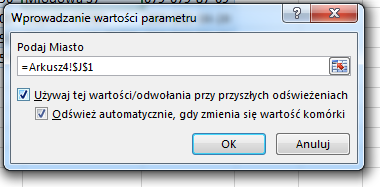 Wprowadzanie wartości parametru
Podaj Miasto
=Arkusz4!$J$1
Używaj tej wartości/odwołania przy przyszłych odświeżeniach
Odśwież automatycznie, gdy zmienia się wartość komórki
OK
Anuluj